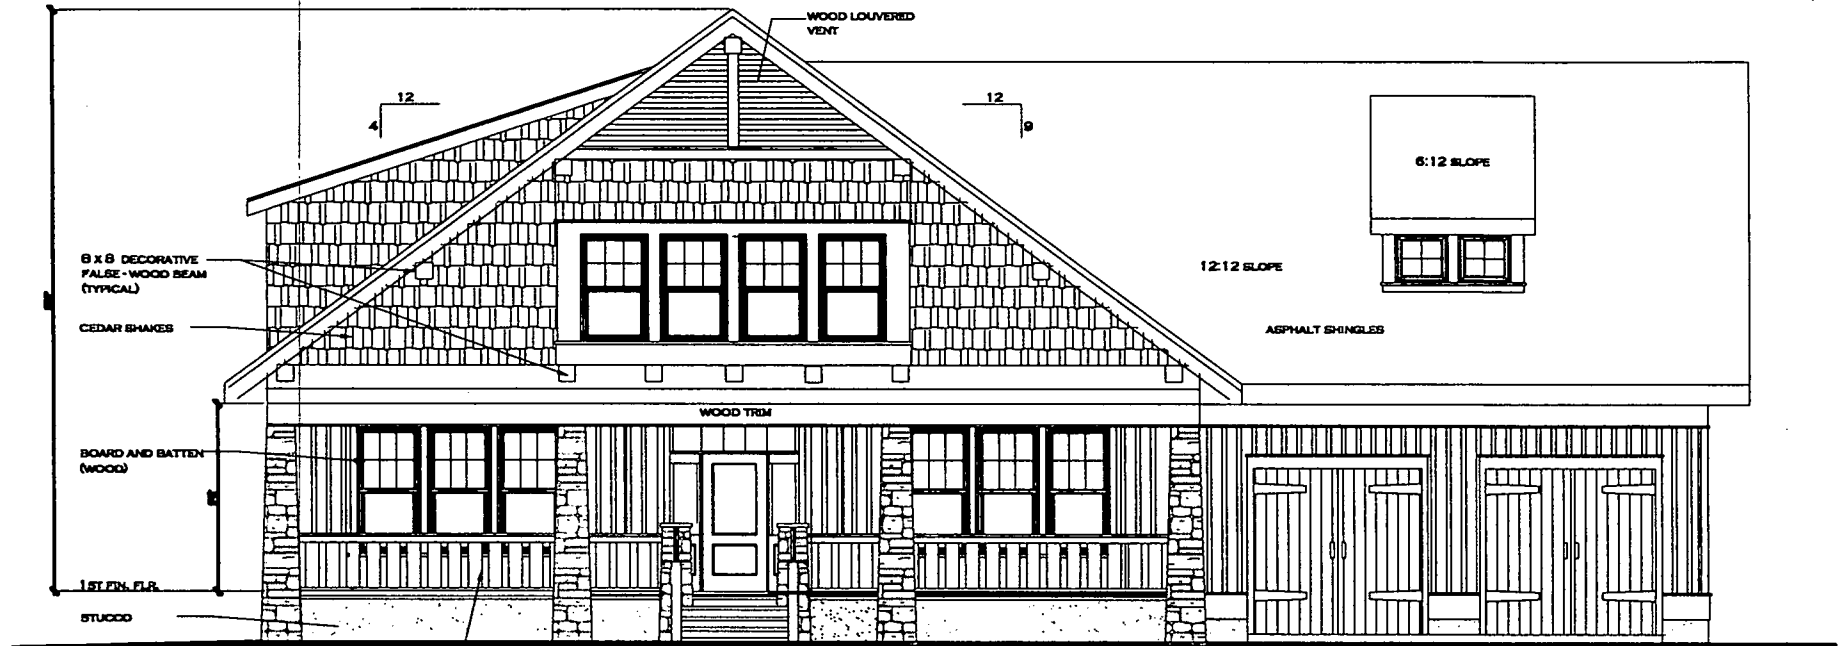 WOOD LOUVERED
VENT
12
4
12
9
6:12 SLOPE
8 x 8 DECORATIVE
FALSE-WOOD BEAM
(TYPICAL)
12:12 SLOPE
CEDAR SHAKES
ASPHALT SHINGLES
WOOD TRIM
BOARD AND BATTEN
(WOOD)
1ST FIN. FLR.
STUCCO